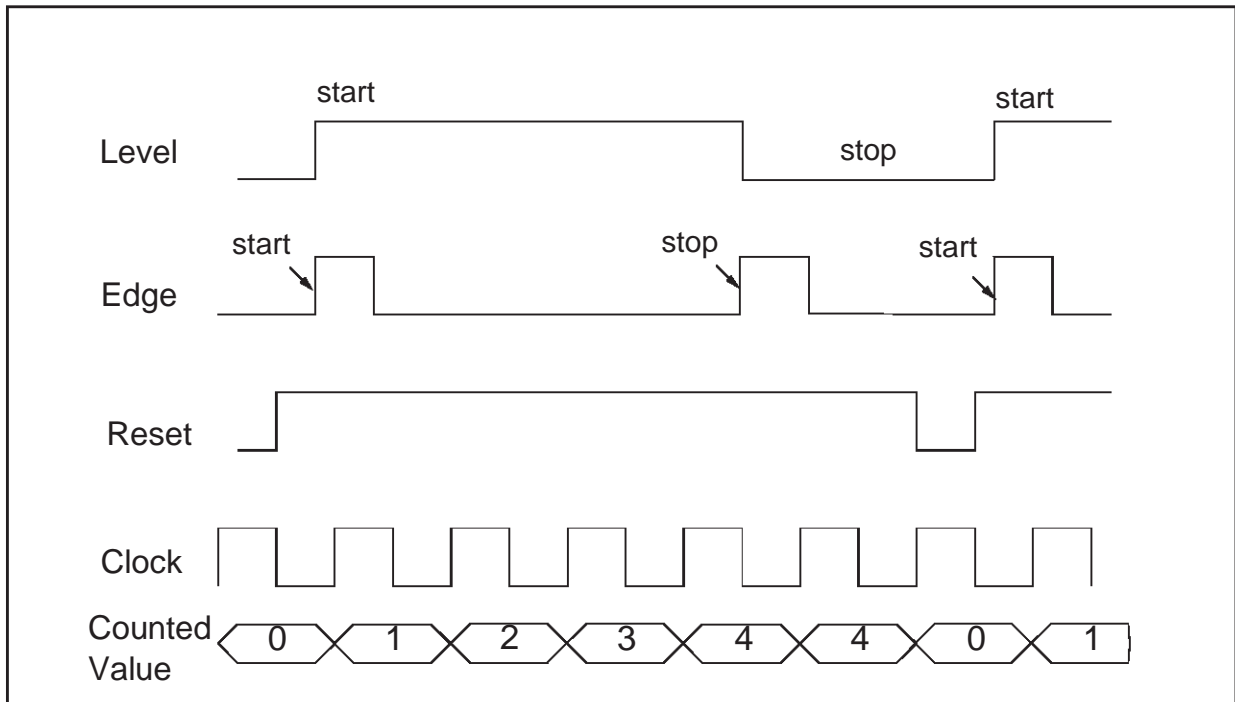 start
start
Level
stop
start
stop
start
Edge
Reset
Clock
Counted
Value
0 1 2 3 4 4 0 1